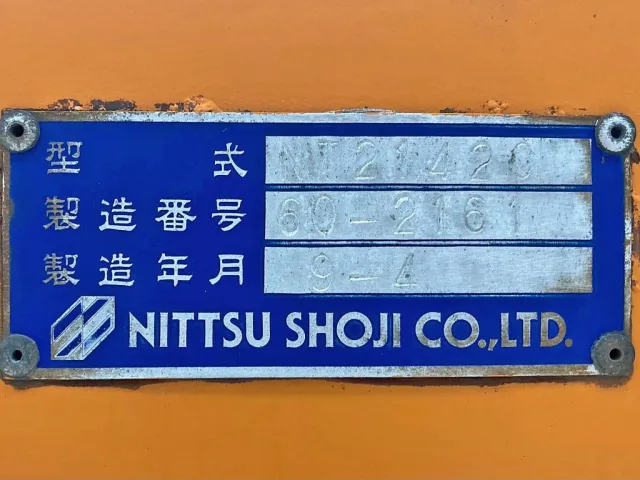 型式 NT21420
製造番号 60-2161
製造年月 9-4
NITTSU SHOJI CO.,LTD.